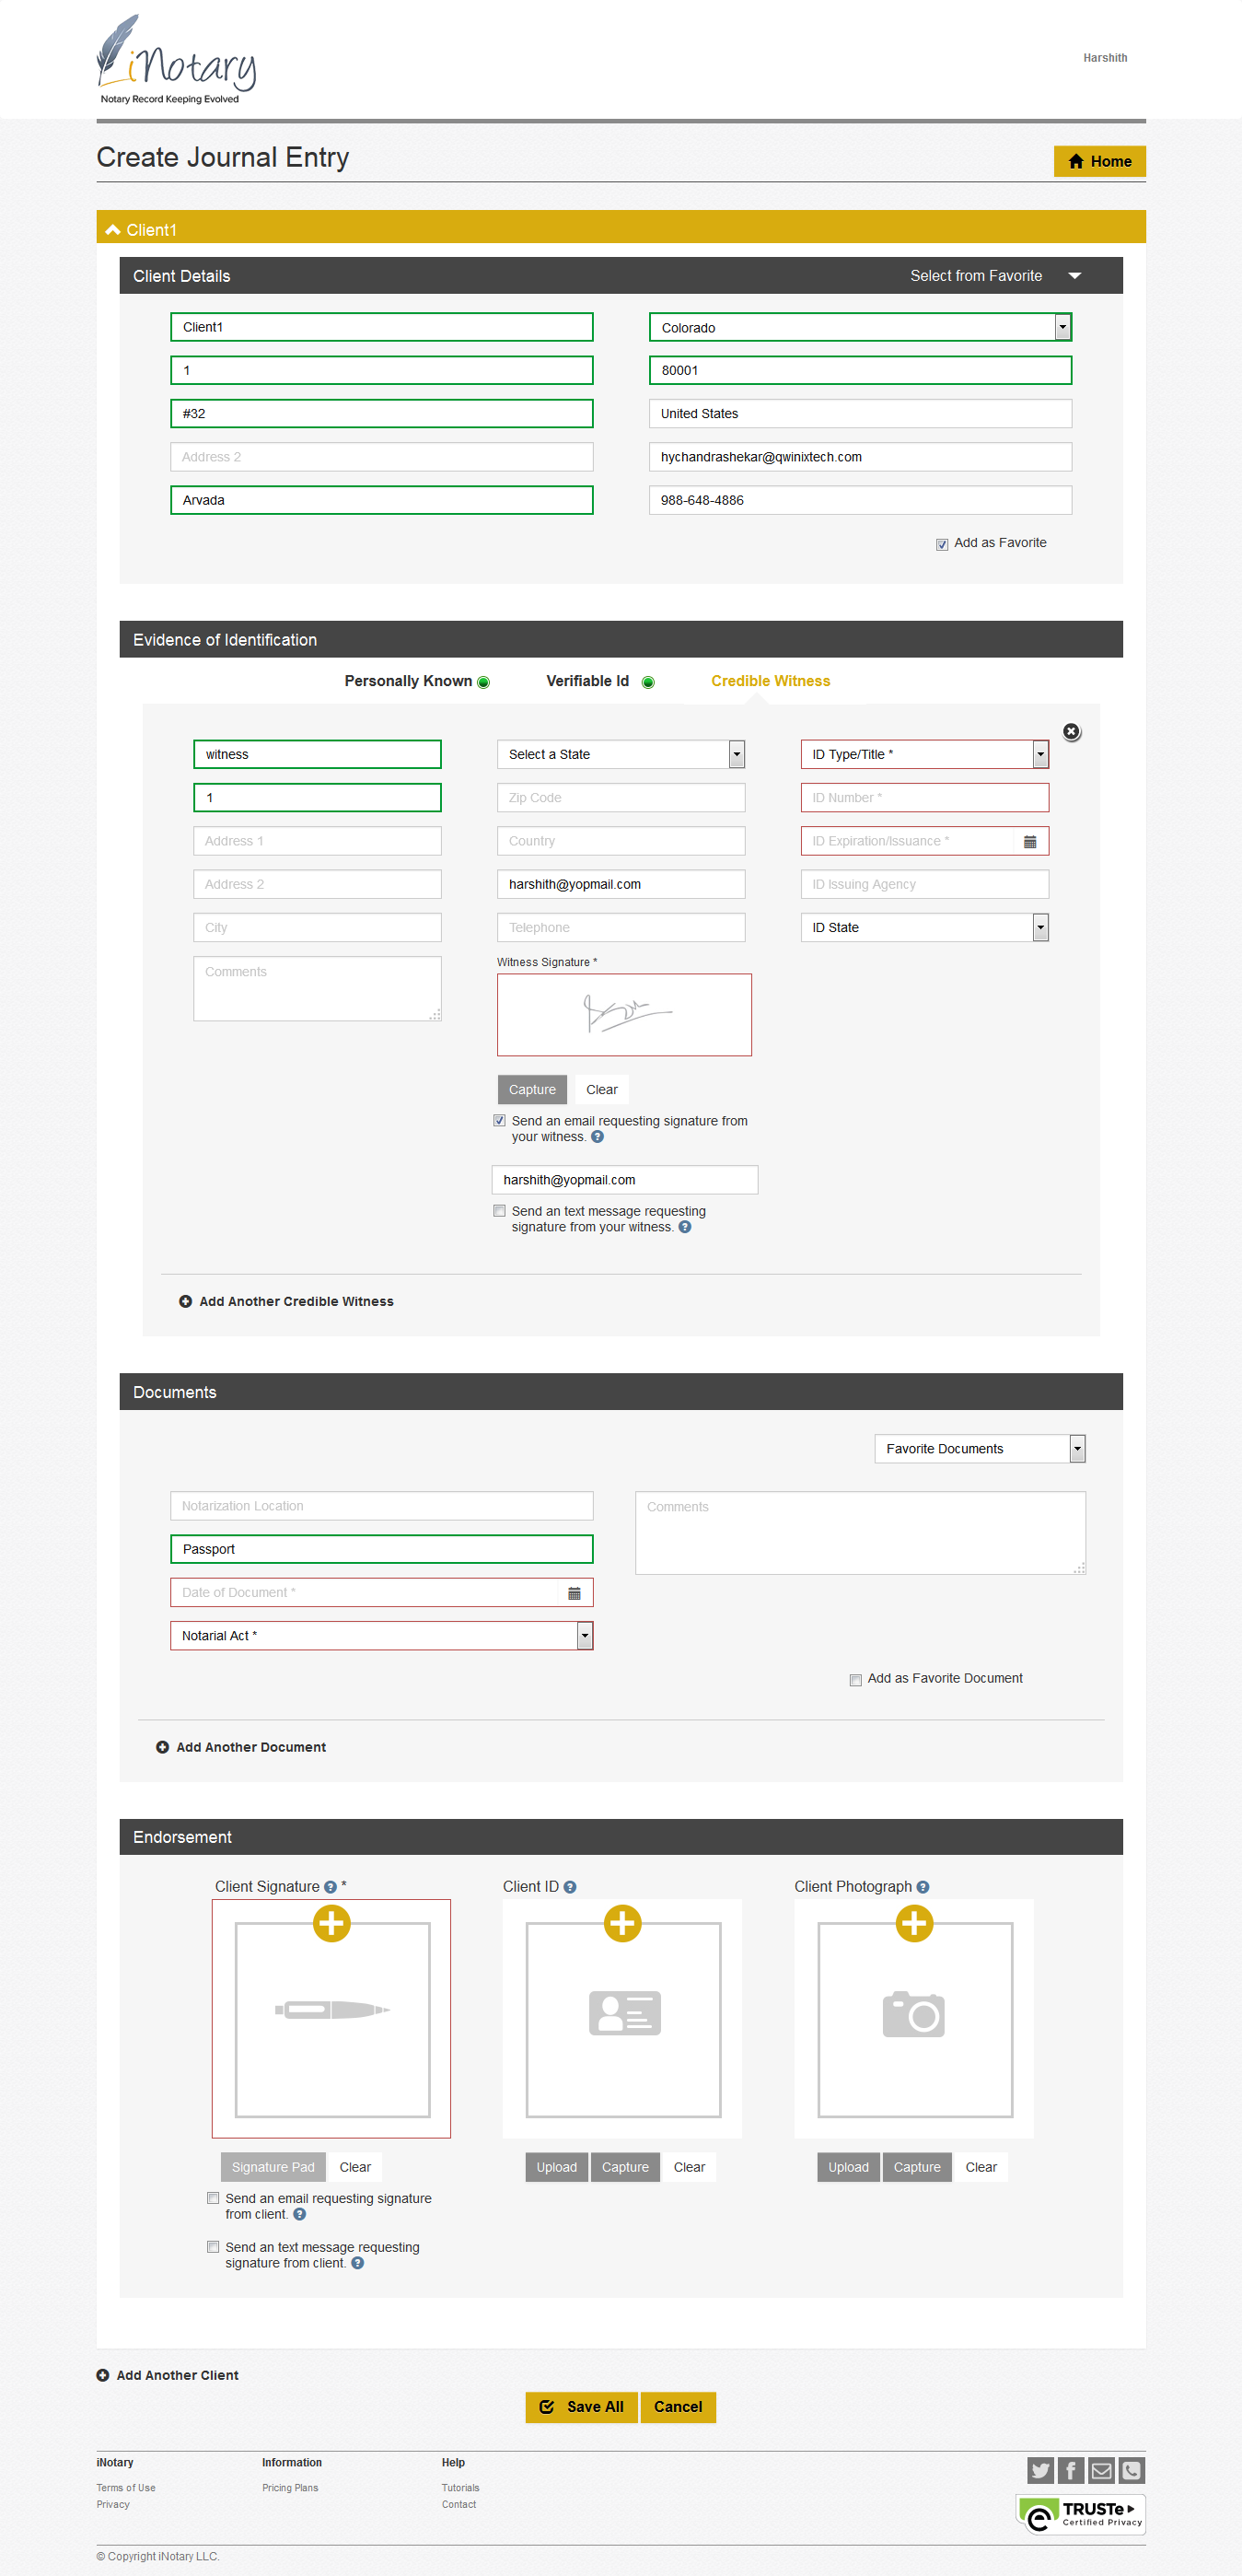 iNotary
Notary Record Keeping Evolved
Harshith
Create Journal Entry
Home
Client1
Client Details
Select from Favorite
Client1
Colorado
1
80001
#32
United States
Address 2
hychandrashekar@qwinixtech.com
Arvada
988-648-4886
Add as Favorite
Evidence of Identification
Personally Known
Verifiable Id
Credible Witness
witness
Select a State
ID Type/Title *
1
Zip Code
ID Number *
Address 1
Country
ID Expiration/Issuance *
Address 2
harshith@yopmail.com
ID Issuing Agency
City
Telephone
ID State
Comments
Witness Signature *
Capture
Clear
Send an email requesting signature from
your witness.
harshith@yopmail.com
Send an text message requesting
signature from your witness.
Add Another Credible Witness
Documents
Favorite Documents
Notarization Location
Comments
Passport
Date of Document *
Notarial Act *
Add as Favorite Document
Add Another Document
Endorsement
Client Signature *
Client ID
Client Photograph
Signature Pad
Clear
Upload
Capture
Clear
Upload
Capture
Clear
Send an email requesting signature
from client.
Send an text message requesting
signature from client.
Add Another Client
Save All
Cancel
iNotary
Information
Help
Terms of Use
Pricing Plans
Tutorials
Privacy
Contact
TRUSTe
Certified Privacy
© Copyright iNotary LLC.